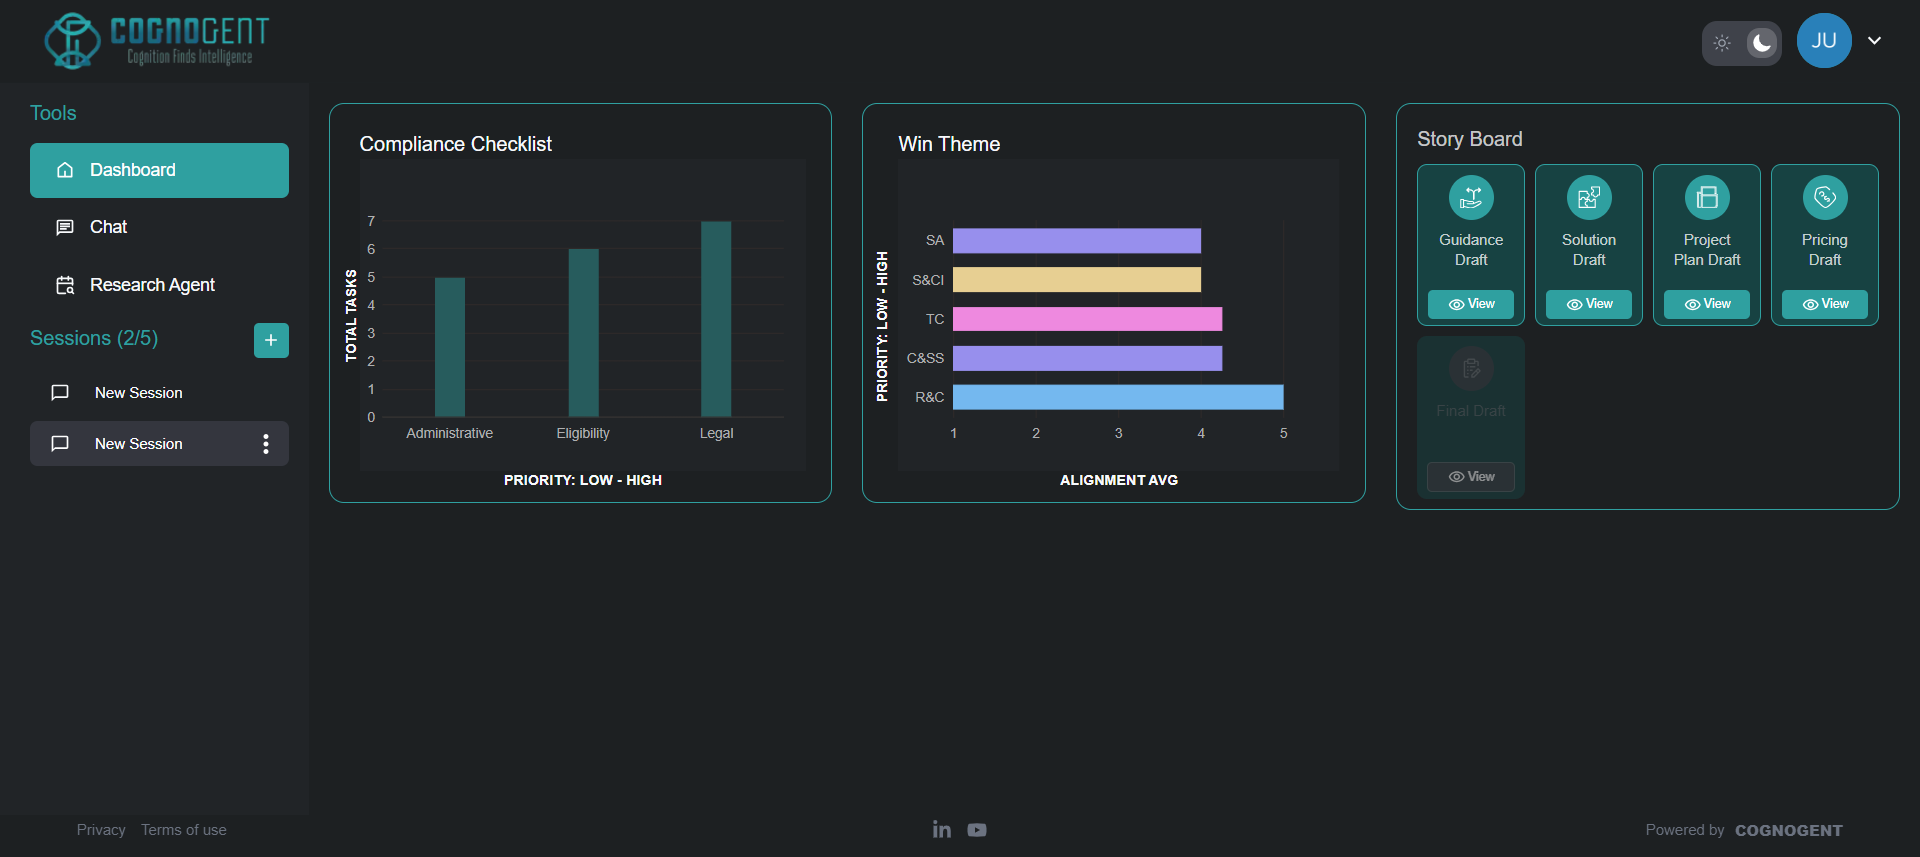 COGNOGENT
Cognition Finds Intelligence
JU
Tools
Dashboard
Chat
Research Agent
Sessions (2/5)
+
New Session
New Session
Compliance Checklist
TOTAL TASKS
7
6
5
4
3
2
1
0
Administrative
Eligibility
Legal
PRIORITY: LOW - HIGH
Win Theme
PRIORITY: LOW - HIGH
SA
S&CI
TC
C&SS
R&C
1
2
3
4
5
ALIGNMENT AVG
Story Board
Guidance
Draft
View
Solution
Draft
View
Project
Plan Draft
View
Pricing
Draft
View
Final Draft
View
Privacy
Terms of use
in
Powered by COGNOGENT